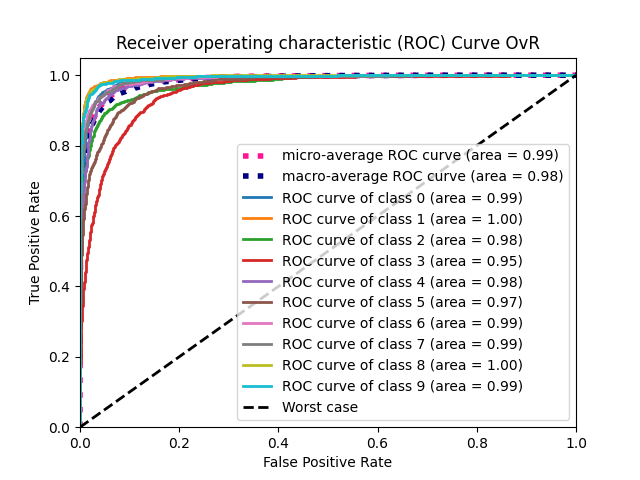 Receiver operating characteristic (ROC) Curve OvR
True Positive Rate
1.0
0.8
0.6
0.4
0.2
0.0
micro-average ROC curve (area = 0.99)
macro-average ROC curve (area = 0.98)
ROC curve of class 0 (area = 0.99)
ROC curve of class 1 (area = 1.00)
ROC curve of class 2 (area = 0.98)
ROC curve of class 3 (area = 0.95)
ROC curve of class 4 (area = 0.98)
ROC curve of class 5 (area = 0.97)
ROC curve of class 6 (area = 0.99)
ROC curve of class 7 (area = 0.99)
ROC curve of class 8 (area = 1.00)
ROC curve of class 9 (area = 0.99)
Worst case
0.0 0.2 0.4 0.6 0.8 1.0
False Positive Rate